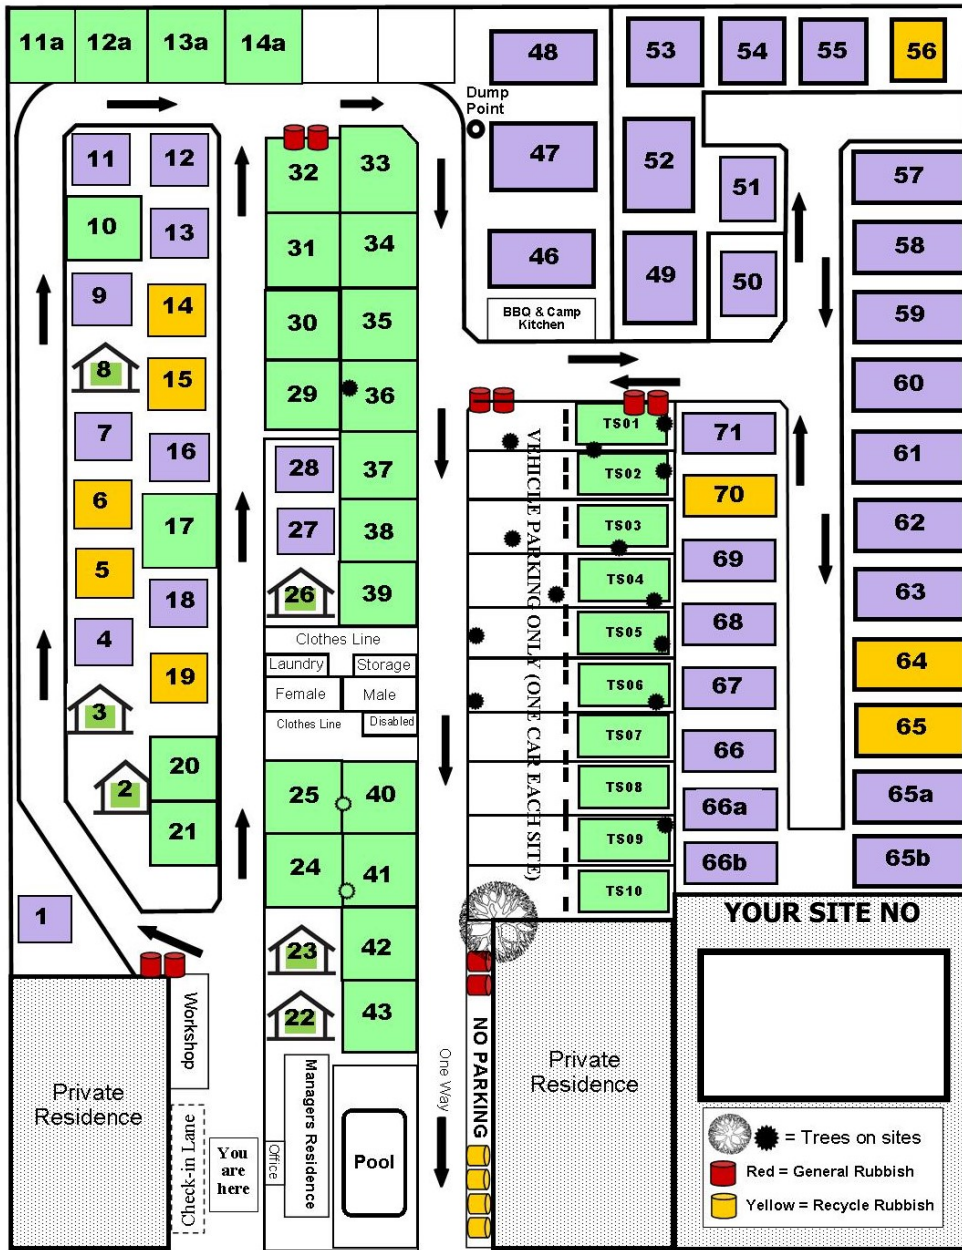 11a 12a 13a 14a
48
53 54 55 56
Dump
Point
11 12
32 33
47
52
51
57
10
13
31 34
46
49
50
58
9
14
30 35
BBQ & Camp
Kitchen
59
8
15
29 36
60
7
16
28 37
TS01
71
61
6
17
27 38
TS02
70
62
5
18
26 39
TS03
69
63
4
19
Clothes Line
TS04
68
64
3
Laundry Storage
Female Male
Clothes Line Disabled
TS05
67
65
2
20
25 40
TS06
66
65a
21
24 41
TS07
66a
65b
TS08
66b
TS09
TS10
VEHICLE PARKING ONLY (ONE CAR EACH SITE)
1
23 42
22 43
Workshop
Private
Residence
Check-in Lane
You
are
here
Office
Managers Residence
Pool
One Way
NO PARKING
Private
Residence
YOUR SITE NO
= Trees on sites
Red = General Rubbish
Yellow = Recycle Rubbish